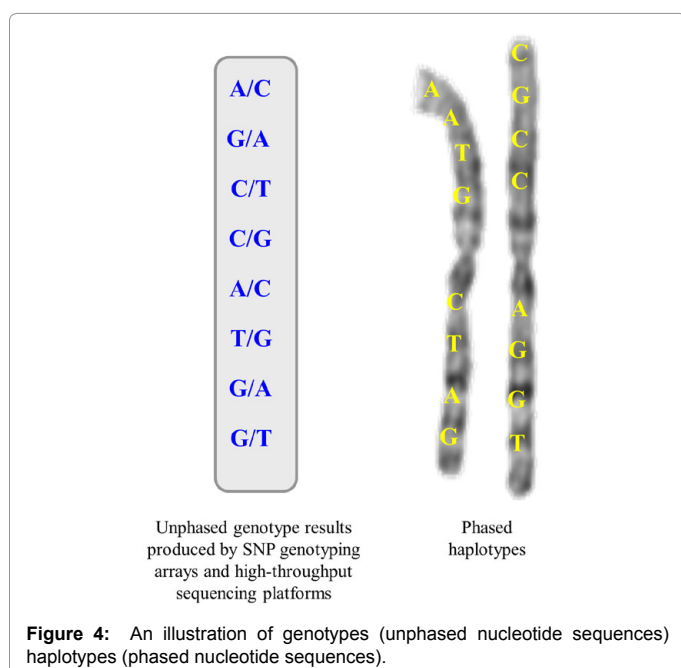 A/C
G/A
C/T
C/G
A/C
T/G
G/A
G/T
A
A
T
G
C
T
A
G
C
G
C
C
A
G
G
T
Unphased genotype results
produced by SNP genotyping
arrays and high-throughput
sequencing platforms
Phased
haplotypes
Figure 4: An illustration of genotypes (unphased nucleotide sequences)
haplotypes (phased nucleotide sequences).